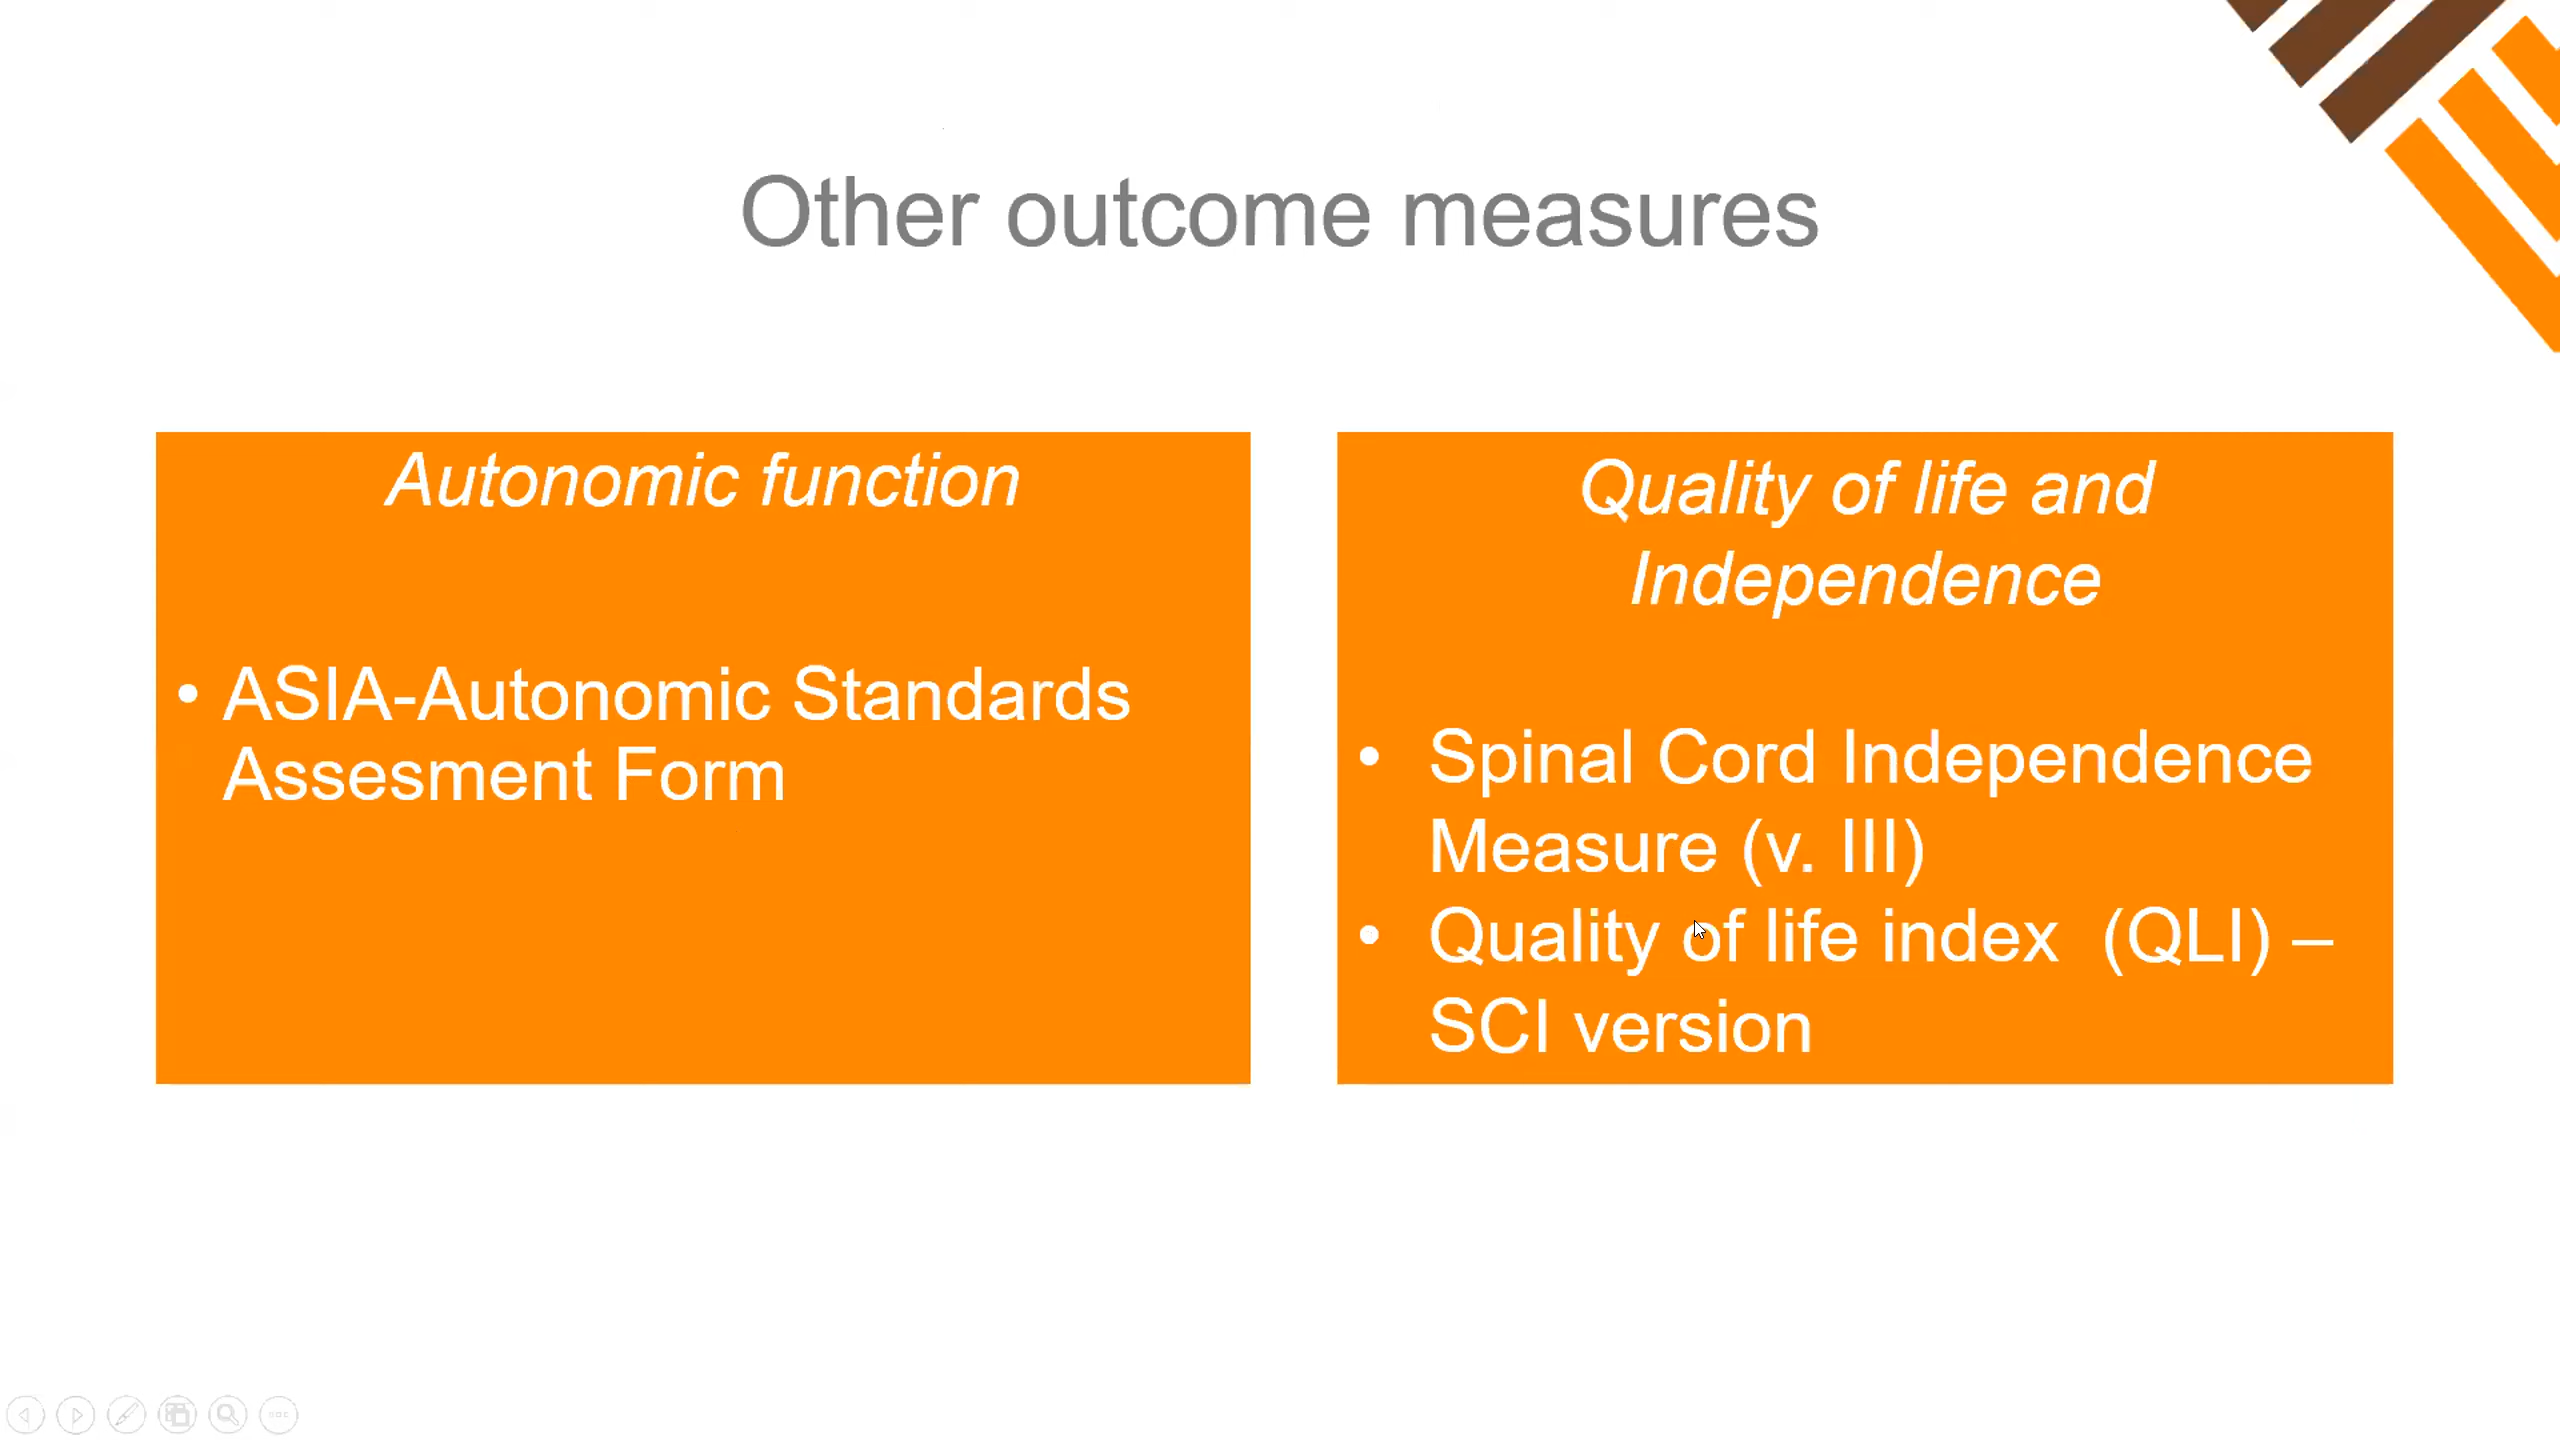 Other outcome measures
Autonomic function
• ASIA-Autonomic Standards
Assesment Form
Quality of life and
Independence
• Spinal Cord Independence
Measure (v. III)
• Quality of life index  (QLI) –
SCI version